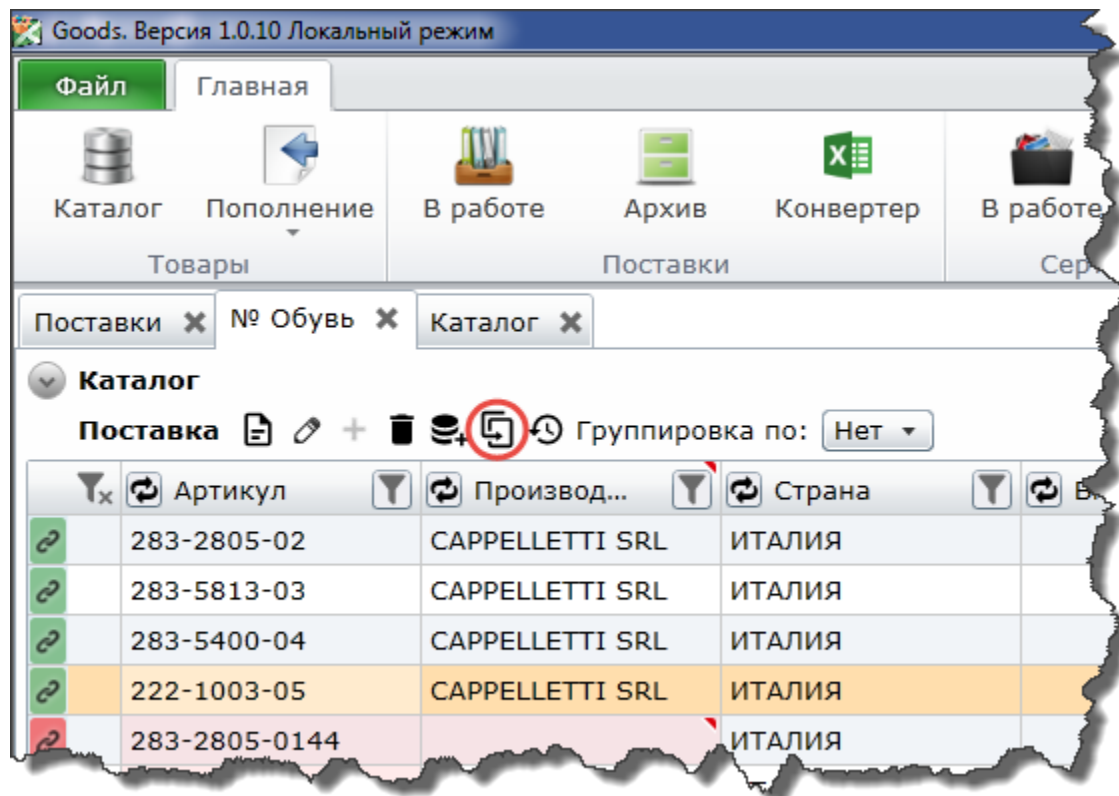 Goods. Версия 1.0.10 Локальный режим
Файл Главная
Каталог Пополнение В работе Архив Конвертер В работе
Товары Поставки
Поставки № Обувь Каталог
Каталог
Поставка Группировка по: Нет
Артикул Производ... Страна
283-2805-02 CAPPELLETTI SRL ИТАЛИЯ
283-5813-03 CAPPELLETTI SRL ИТАЛИЯ
283-5400-04 CAPPELLETTI SRL ИТАЛИЯ
222-1003-05 CAPPELLETTI SRL ИТАЛИЯ
283-2805-0144 ИТАЛИЯ